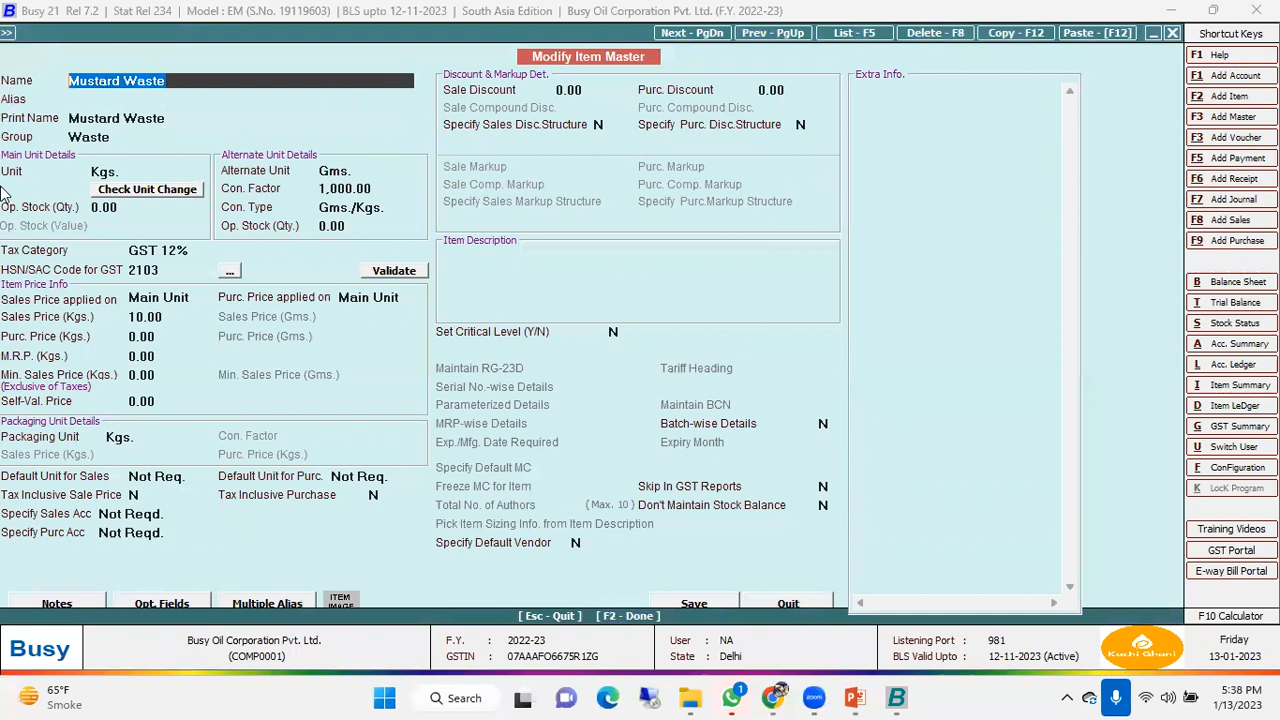 Busy 21 Rel 7.2 | Stat Rel 234 | Model : EM (S.No. 19119603) |BLS upto 12-11-2023 | South Asia Edition | Busy Oil Corporation Pvt. Ltd. (F.Y. 2022-23)
>> Next - PgDn Prev - PgUp List - F5 Delete - F8 Copy - F12 Paste - [F12]
Modify Item Master
Name Mustard Waste
Alias
Print Name Mustard Waste
Group Waste
Main Unit Details
Unit Kgs.
Check Unit Change
Op. Stock (Qty.) 0.00
Op. Stock (Value)
Alternate Unit Details
Alternate Unit Gms.
Con. Factor 1,000.00
Con. Type Gms./Kgs.
Op. Stock (Qty.) 0.00
Tax Category GST 12%
HSN/SAC Code for GST 2103 ... Validate
Item Price Info
Sales Price applied on Main Unit Purc. Price applied on Main Unit
Sales Price (Kgs.) 10.00 Sales Price (Gms.)
Purc. Price (Kgs.) 0.00 Purc. Price (Gms.)
M.R.P. (Kgs.) 0.00
Min. Sales Price (Kgs.) 0.00 Min. Sales Price (Gms.)
(Exclusive of Taxes)
Self-Val. Price 0.00
Packaging Unit Details
Packaging Unit Kgs. Con. Factor
Sales Price (Kgs.) Purc. Price (Kgs.)
Default Unit for Sales Not Req. Default Unit for Purc. Not Req.
Tax Inclusive Sale Price N Tax Inclusive Purchase N
Specify Sales Acc Not Reqd.
Specify Purc Acc Not Reqd.
Notes Opt. Fields Multiple Alias ITEM IMAGE
Discount & Markup Det.
Sale Discount 0.00 Purc. Discount 0.00
Sale Compound Disc. Purc. Compound Disc.
Specify Sales Disc.Structure N Specify Purc. Disc.Structure N
Sale Markup Purc. Markup
Sale Comp. Markup Purc. Comp. Markup
Specify Sales Markup Structure Specify Purc.Markup Structure
Item Description
Set Critical Level (Y/N) N
Maintain RG-23D Tariff Heading
Serial No.-wise Details
Parameterized Details Maintain BCN
MRP-wise Details Batch-wise Details N
Exp./Mfg. Date Required Expiry Month
Specify Default MC
Freeze MC for Item Skip In GST Reports N
Total No. of Authors (Max. 10) Don't Maintain Stock Balance N
Pick Item Sizing Info. from Item Description
Specify Default Vendor N
Save Quit
Extra Info.
[ Esc - Quit ] [ F2 - Done ]
Shortcut Keys
F1 Help
F1 Add Account
F2 Add Item
F3 Add Master
F3 Add Voucher
F5 Add Payment
F6 Add Receipt
F7 Add Journal
F8 Add Sales
F9 Add Purchase
B Balance Sheet
T Trial Balance
S Stock Status
A Acc. Summary
L Acc. Ledger
I Item Summary
D Item LeDger
G GST Summary
U Switch User
F ConFiguration
K LocK Program
Training Videos
GST Portal
E-way Bill Portal
F10 Calculator
Busy
Busy Oil Corporation Pvt. Ltd.
(COMP0001)
F.Y. : 2022-23
GSTIN : 07AAAFO6675R1ZG
User : NA
State : Delhi
Listening Port : 981
BLS Valid Upto : 12-11-2023 (Active)
Kachi Ghani
Friday
13-01-2023
65°F
Smoke
Search
1
zoom
5:38 PM
1/13/2023